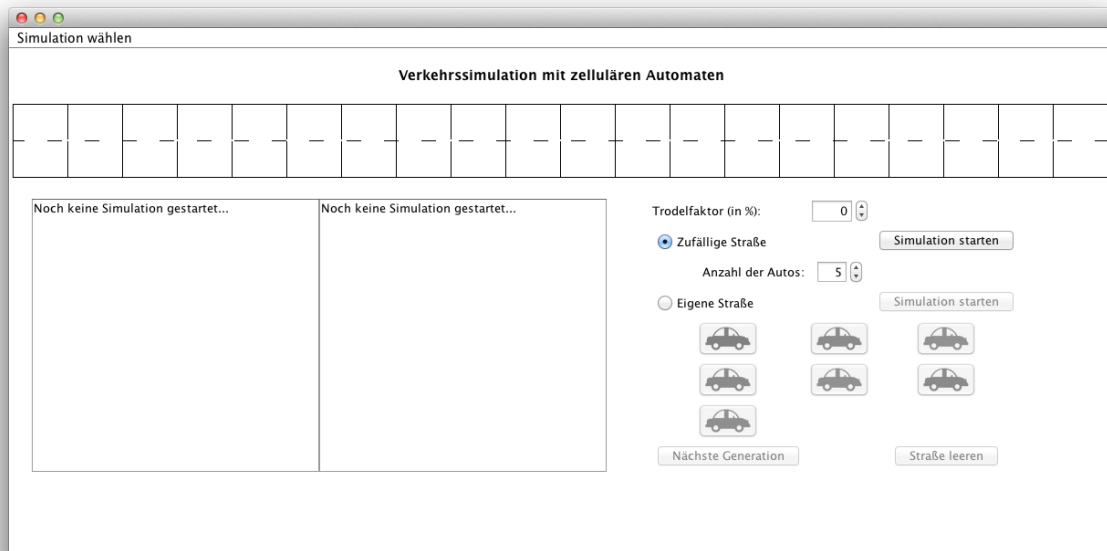 Simulation wählen
Verkehrssimulation mit zellulären Automaten
Noch keine Simulation gestartet...
Noch keine Simulation gestartet...
Trodelfaktor (in %): 0
Zufällige Straße Simulation starten
Anzahl der Autos: 5
Eigene Straße Simulation starten
Nächste Generation Straße leeren